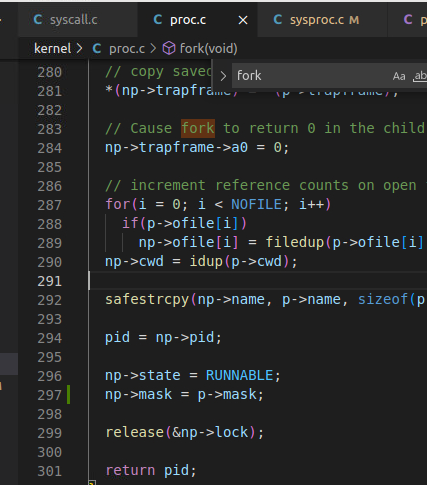 syscall.c proc.c × sysproc.c M
kernel > C proc.c > fork(void)
> fork Aa ab
280 // copy saved
281 *(np->trapframe) = *(p->trapframe);
282
283 // Cause fork to return 0 in the child
284 np->trapframe->a0 = 0;
285
286 // increment reference counts on open
287 for(i = 0; i < NOFILE; i++)
288 if(p->ofile[i])
289 np->ofile[i] = filedup(p->ofile[i]
290 np->cwd = idup(p->cwd);
291
292 safestrcpy(np->name, p->name, sizeof(p
293
294 pid = np->pid;
295
296 np->state = RUNNABLE;
297 np->mask = p->mask;
298
299 release(&np->lock);
300
301 return pid;